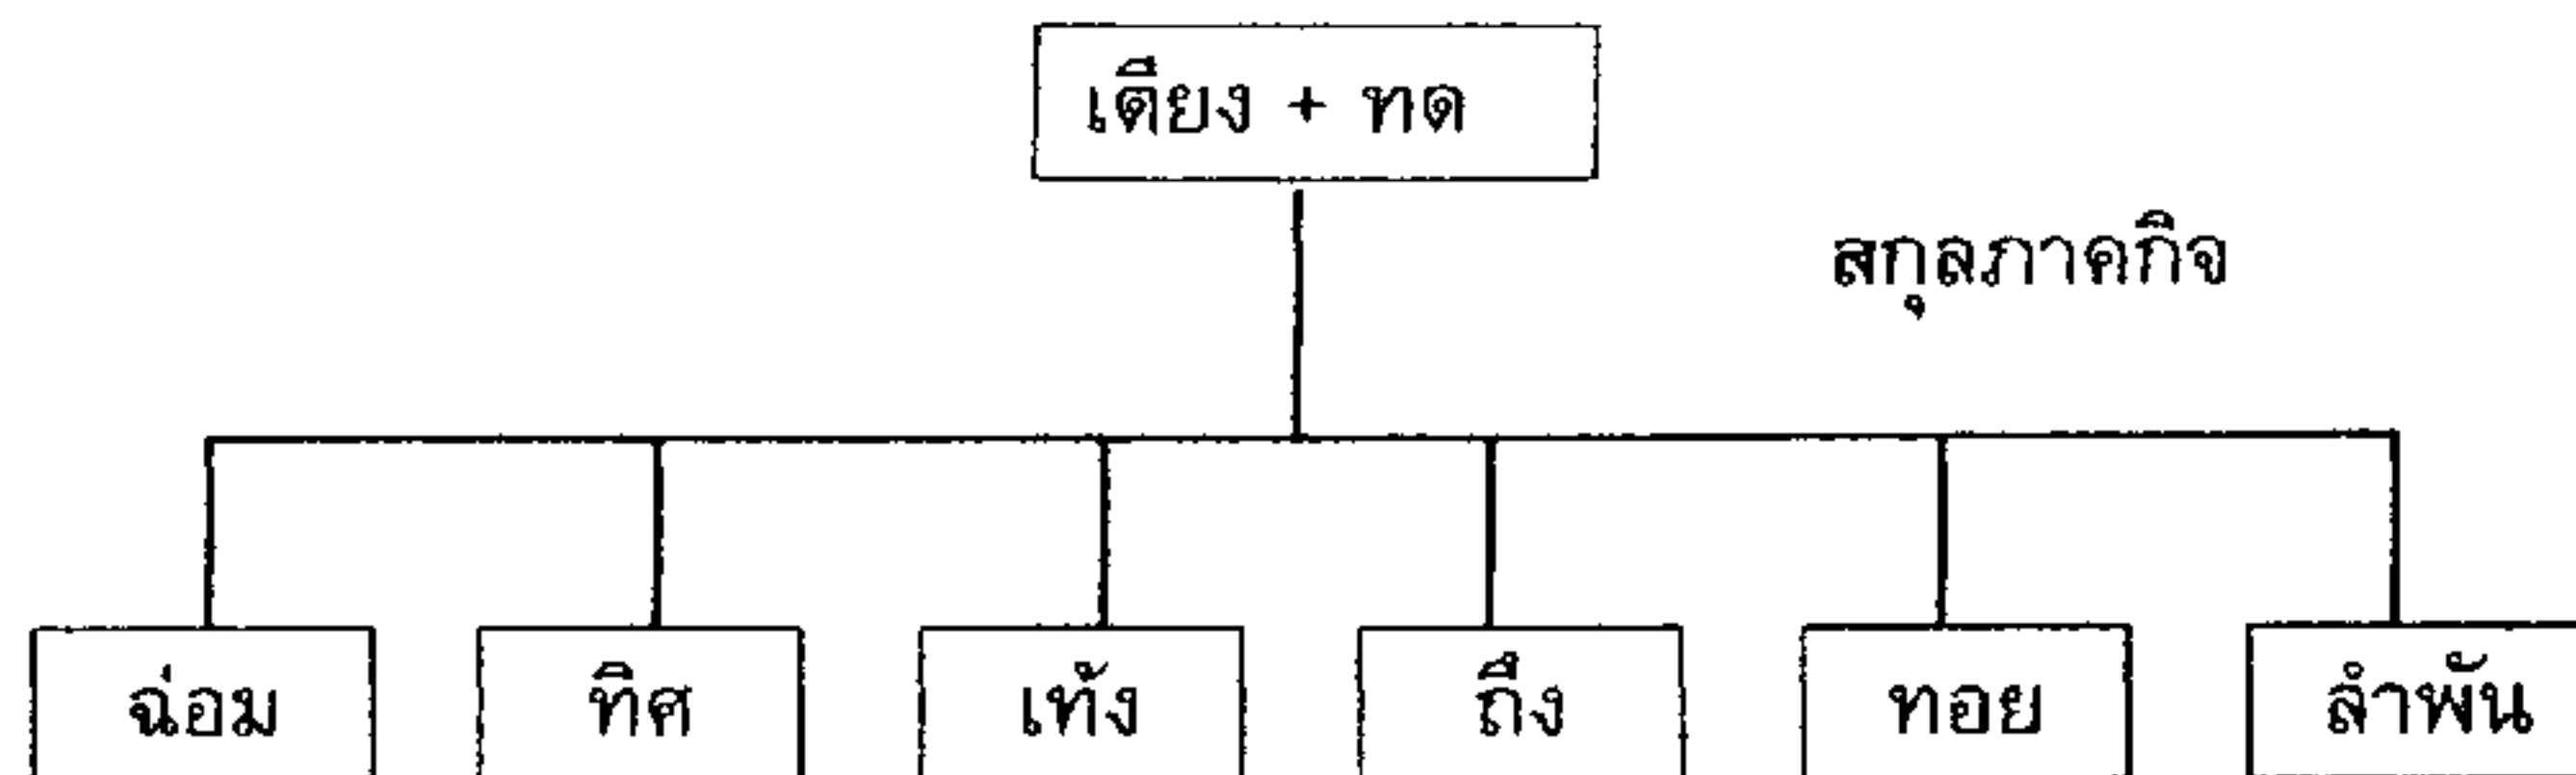 เดียง + ทด
สกุลภาคกิจ
ฉ่อม ทิศ เท้ง ถึง ทอย ลำพัน